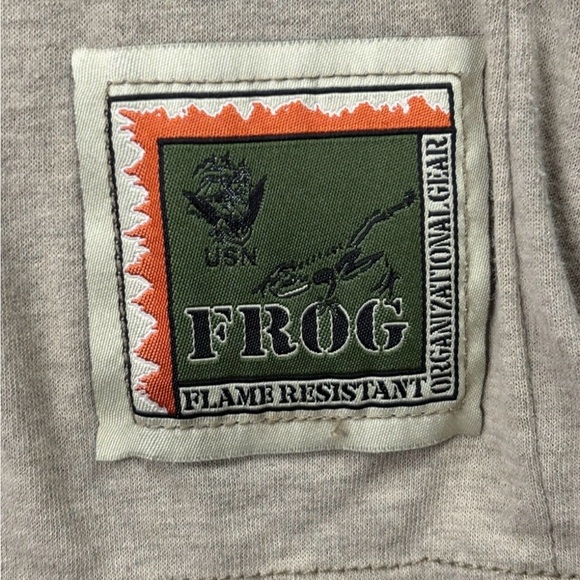 USN
FROG
FLAME RESISTANT
ORGANIZATIONAL GEAR